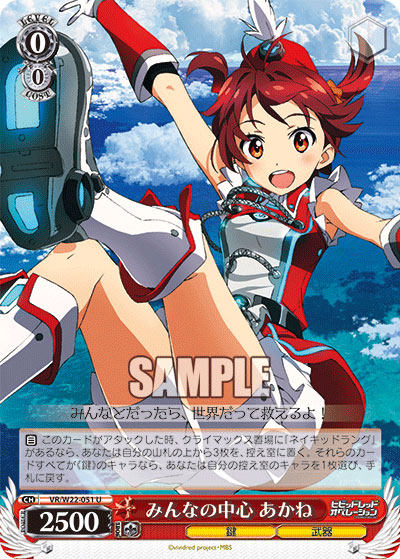 LEVEL
0
0
COST
SAMPLE
みんなとだったら、世界だって救えるよ!
このカードがアタックした時、クライマックス置場に「ネイキッドラング」
があるなら、あなたは自分の山札の上から3枚を、控え室に置く。それらのカ
ードすべてが《鍵》のキャラなら、あなたは自分の控え室のキャラを1枚選び、手
札に戻す。
CH VR/W22-051 U
2500
みんなの中心 あかね
ビビッドレッド
オペレーション
鍵
武器
©vividred project・MBS